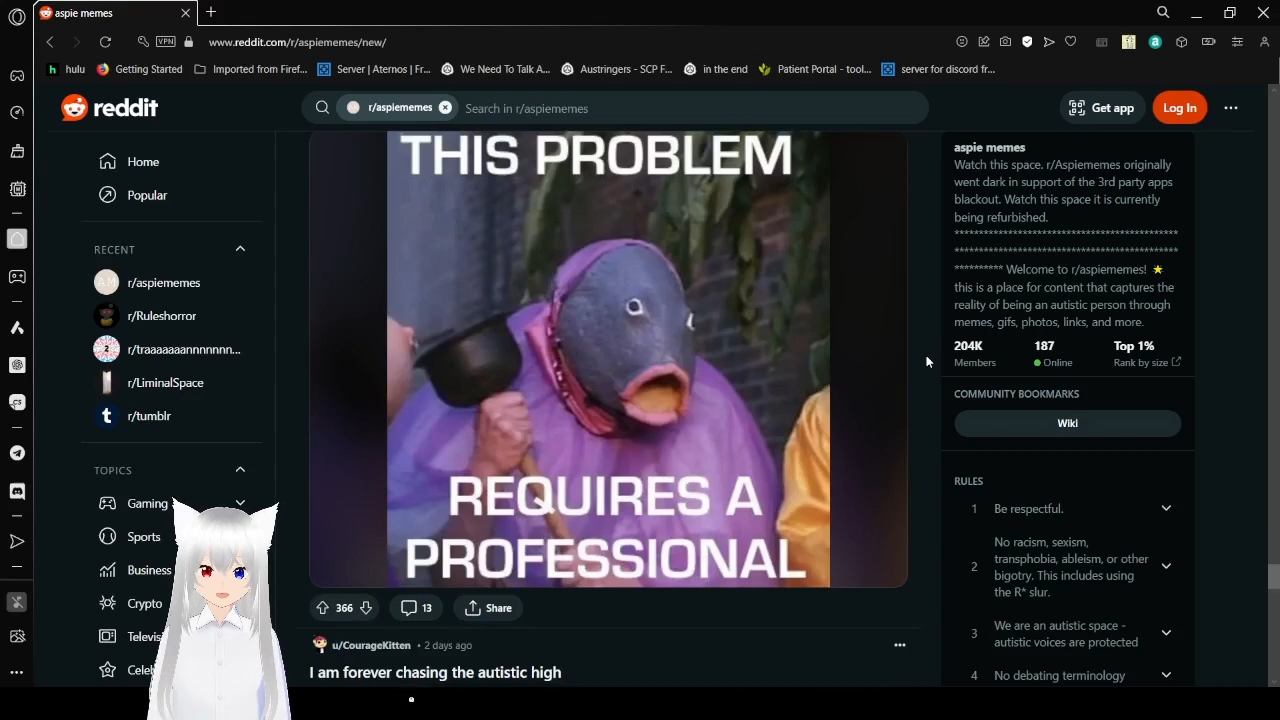 aspie memes
VPN
www.reddit.com/r/aspiememes/new/
hulu
Getting Started
Imported from Firef...
Server | Aternos | Fr...
We Need To Talk A...
Austringers - SCP F...
in the end
Patient Portal - tool...
server for discord fr...
reddit
r/aspiememes
Search in r/aspiememes
Get app
Log In
Home
Popular
RECENT
r/aspiememes
r/Ruleshorror
r/traaaaaaannnnnn...
r/LiminalSpace
r/tumblr
TOPICS
Gaming
Sports
Business
Crypto
Televisi
Celeb
THIS PROBLEM
REQUIRES A
PROFESSIONAL
366
13
Share
u/CourageKitten • 2 days ago
I am forever chasing the autistic high
aspie memes
Watch this space. r/Aspiememes originally
went dark in support of the 3rd party apps
blackout. Watch this space it is currently
being refurbished.
********************************************
********************************************
********** Welcome to r/aspiememes! ⭐
this is a place for content that captures the
reality of being an autistic person through
memes, gifs, photos, links, and more.
204K
Members
187
Online
Top 1%
Rank by size
COMMUNITY BOOKMARKS
Wiki
RULES
1 Be respectful.
2 No racism, sexism,
transphobia, ableism, or other
bigotry. This includes using
the R* slur.
3 We are an autistic space -
autistic voices are protected
4 No debating terminology